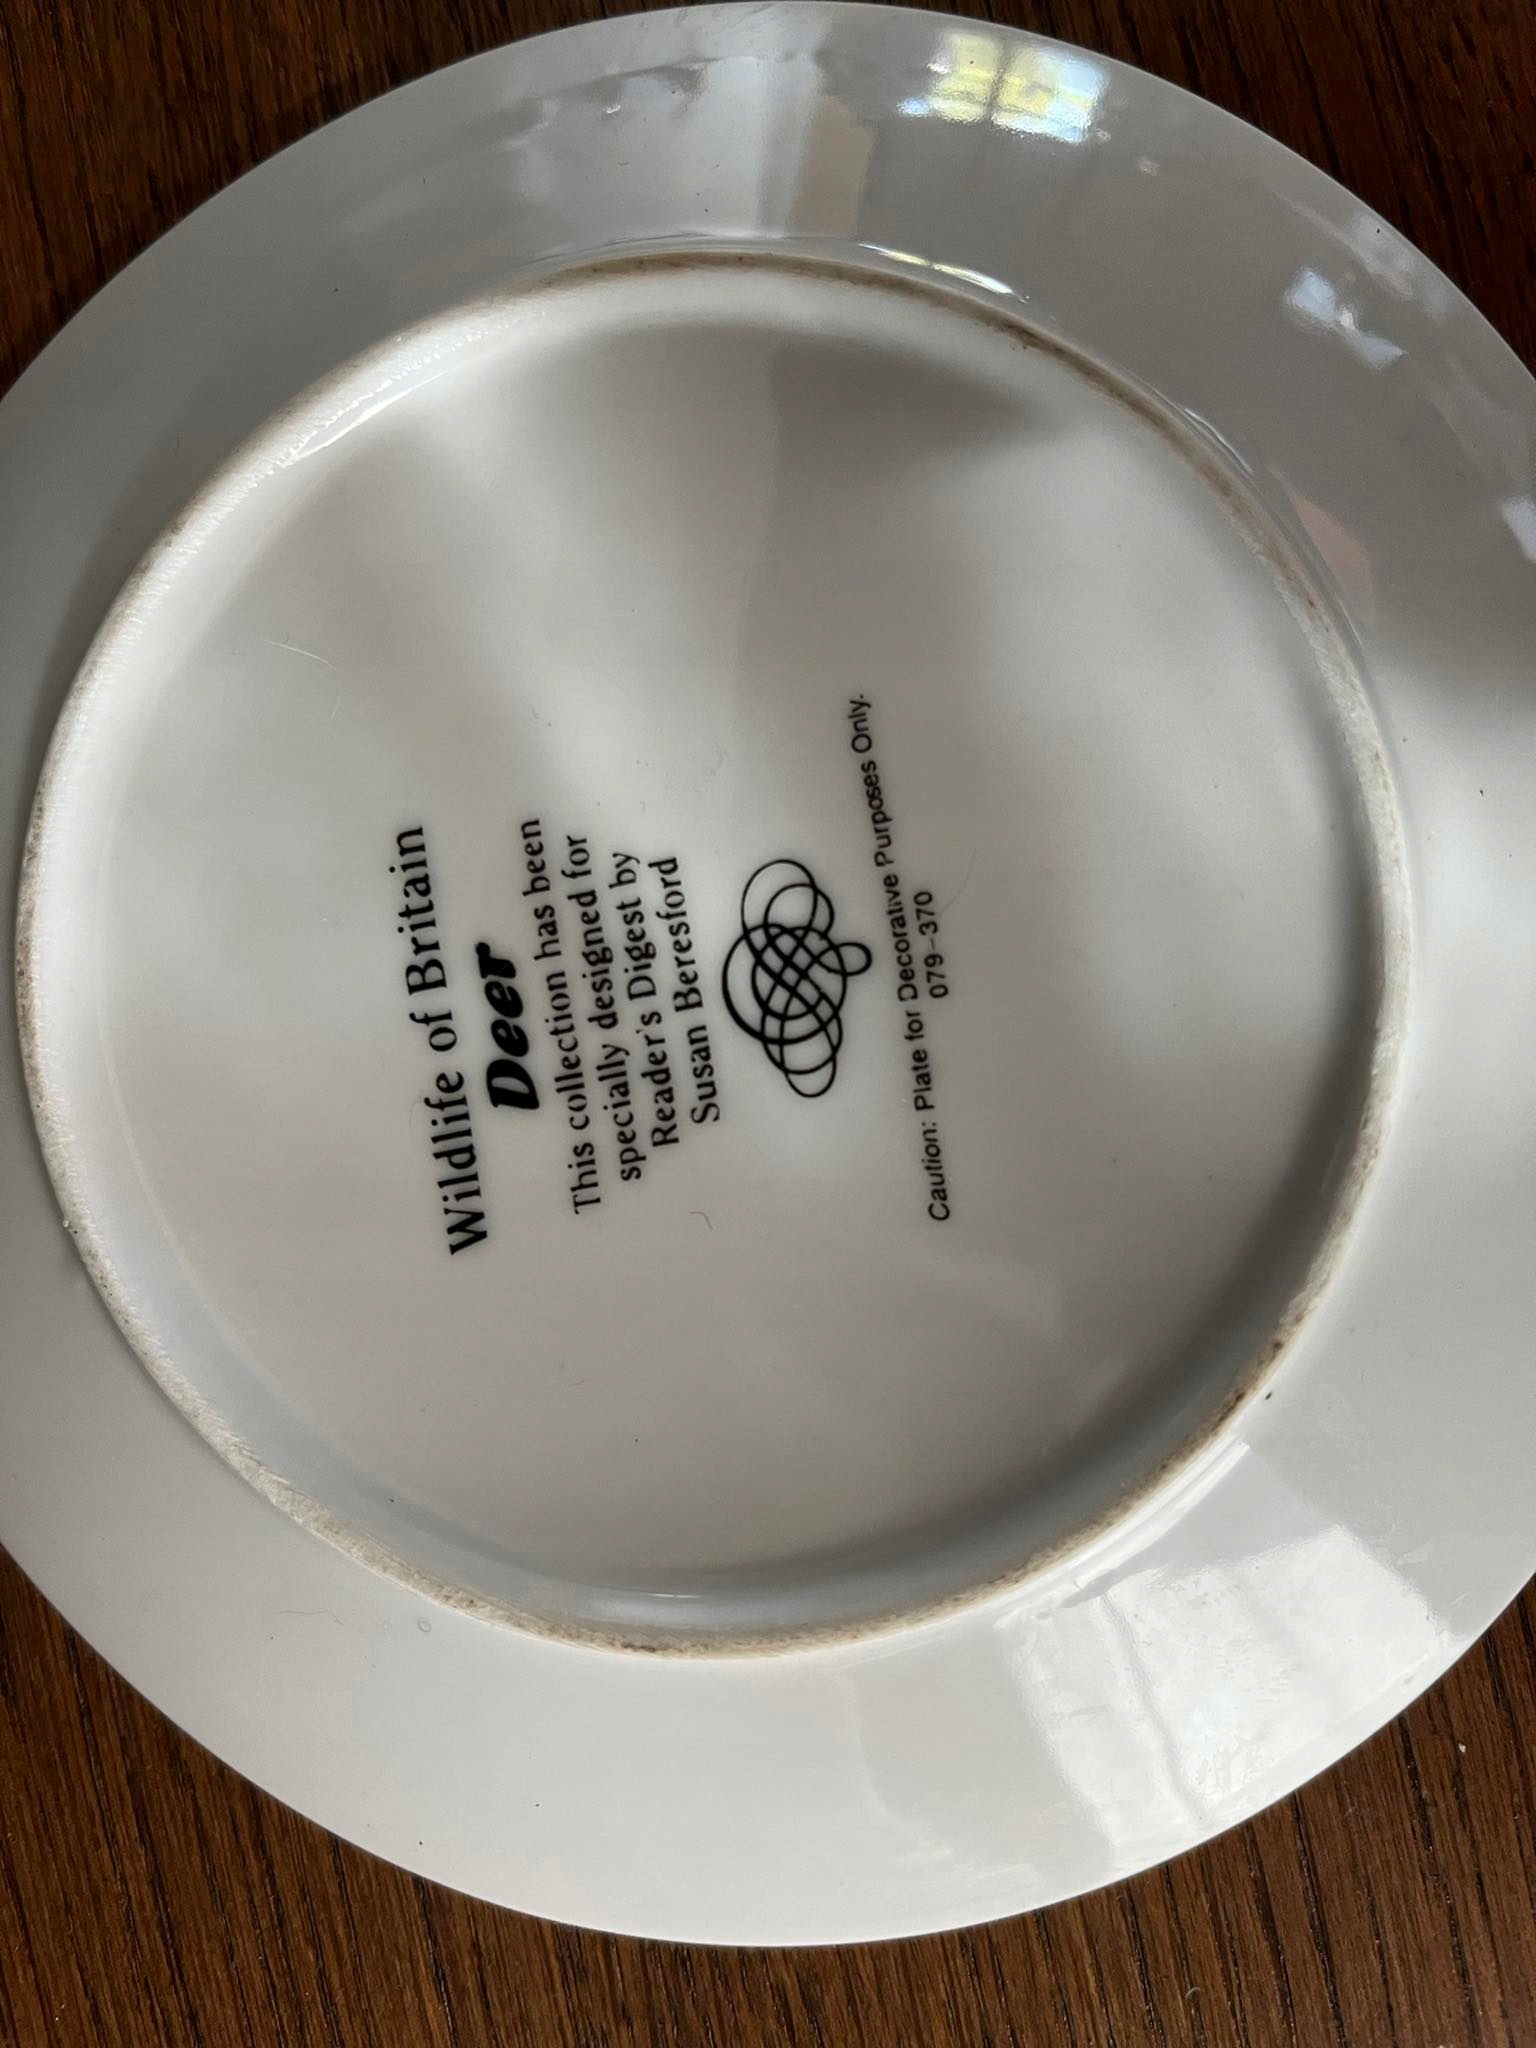 Wildlife of Britain
Deer
This collection has been
specially designed for
Reader's Digest by
Susan Beresford
Caution: Plate for Decorative Purposes Only.
079-370